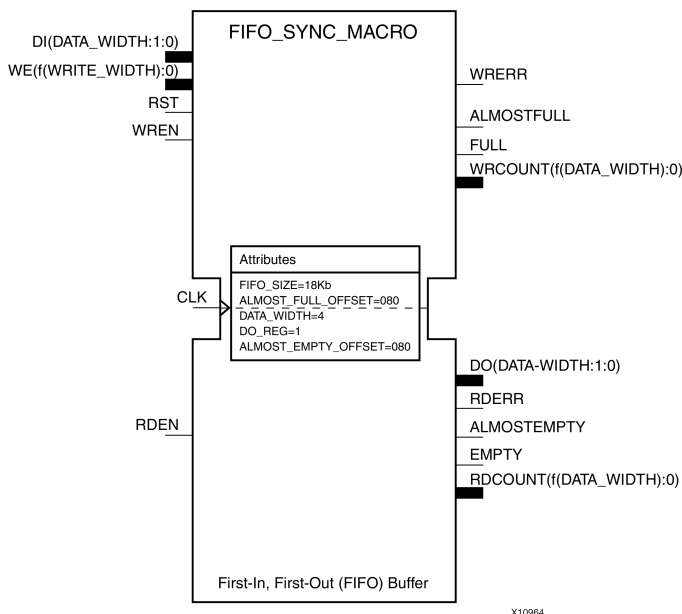 FIFO_SYNC_MACRO
DI(DATA_WIDTH:1:0)
WE(f(WRITE_WIDTH):0)
RST
WREN
WRERR
ALMOSTFULL
FULL
WRCOUNT(f(DATA_WIDTH):0)
Attributes
FIFO_SIZE=18Kb
ALMOST_FULL_OFFSET=080
DATA_WIDTH=4
DO_REG=1
ALMOST_EMPTY_OFFSET=080
CLK
DO(DATA-WIDTH:1:0)
RDERR
RDEN
ALMOSTEMPTY
EMPTY
RDCOUNT(f(DATA_WIDTH):0)
First-In, First-Out (FIFO) Buffer
X10964